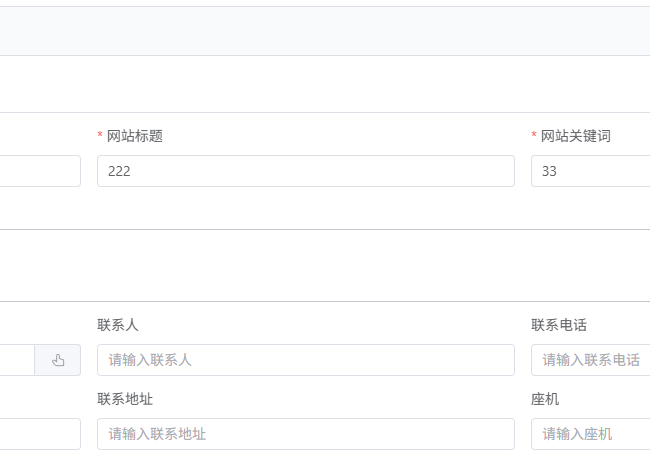 * 网站标题 * 网站关键词
222 33
联系人 联系电话
请输入联系人 请输入联系电话
联系地址 座机
请输入联系地址 请输入座机